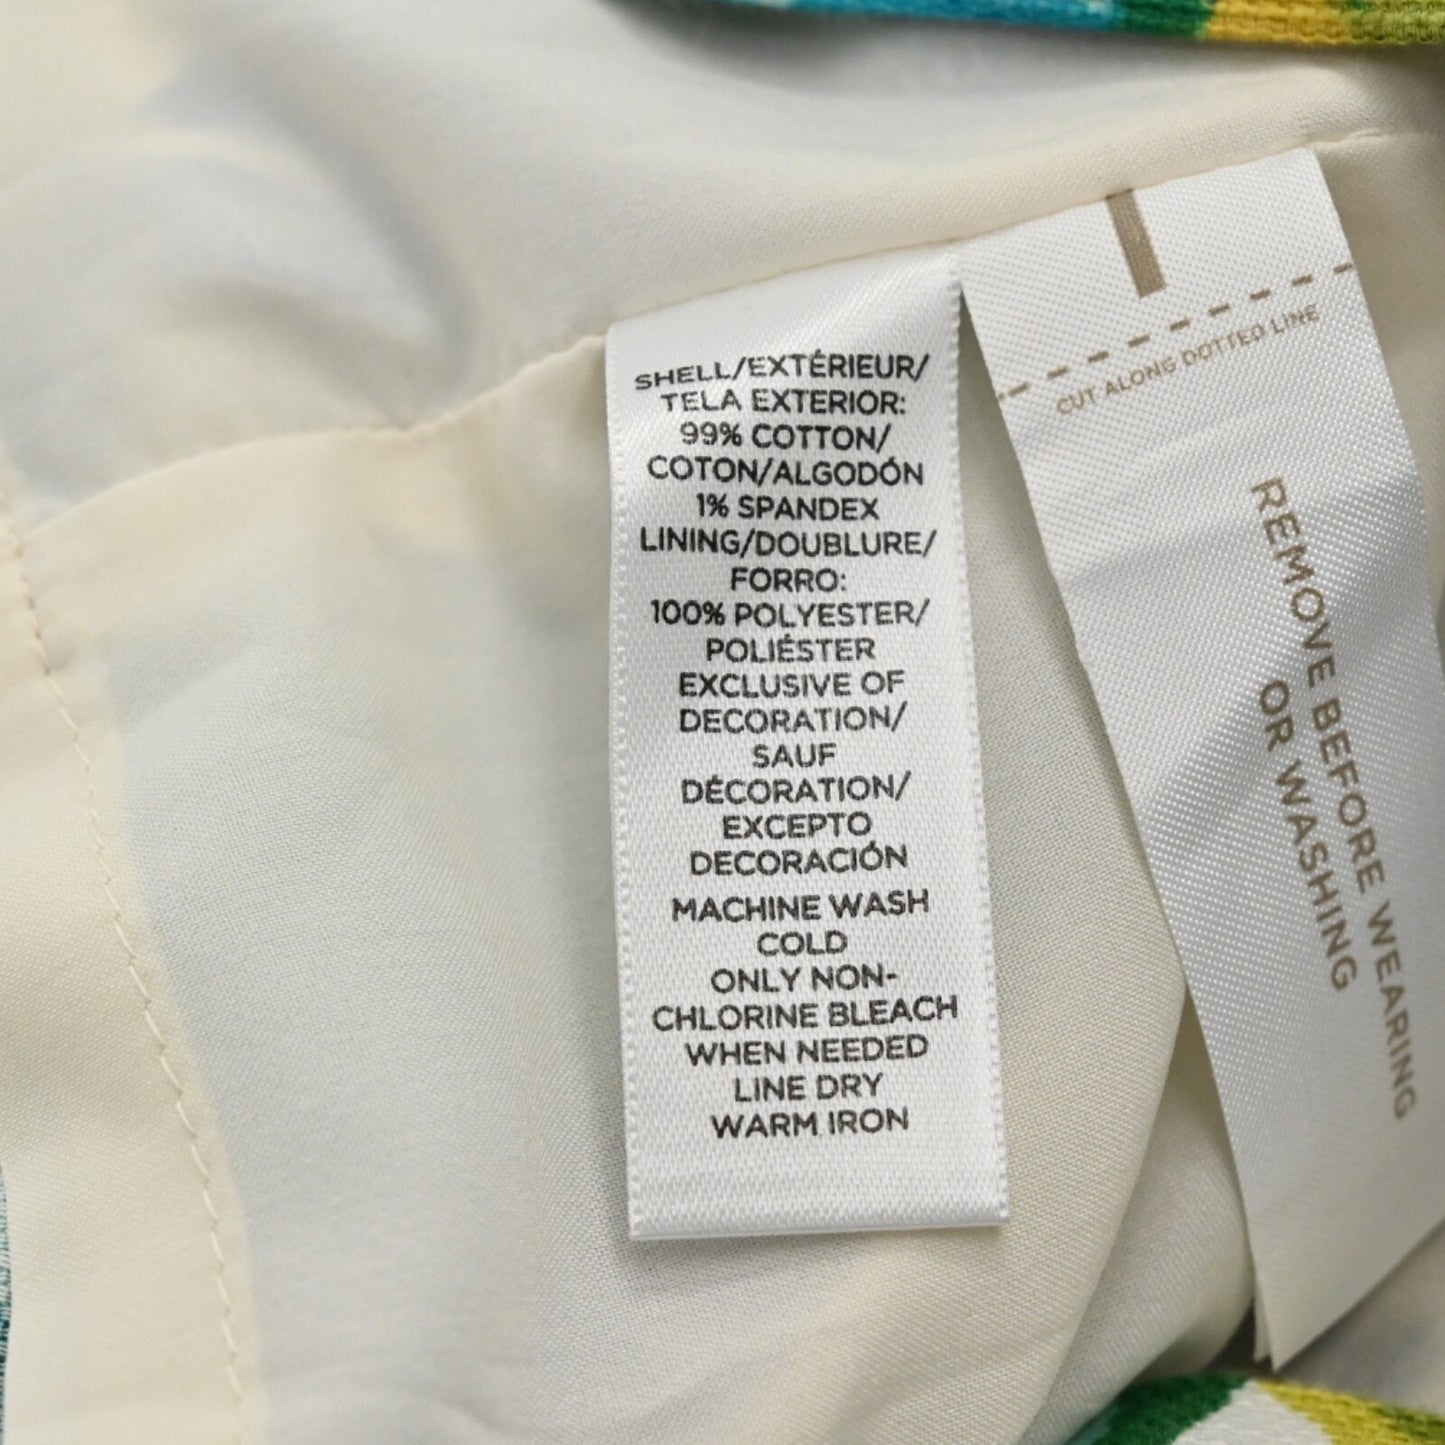 SHELL/EXTÉRIEUR/
TELA EXTERIOR:
99% COTTON/
COTON/ALGODÓN
1% SPANDEX
LINING/DOUBLURE/
FORRO:
100% POLYESTER/
POLIÉSTER
EXCLUSIVE OF
DECORATION/
SAUF
DÉCORATION/
EXCEPTO
DECORACIÓN
MACHINE WASH
COLD
ONLY NON-
CHLORINE BLEACH
WHEN NEEDED
LINE DRY
WARM IRON
CUT ALONG DOTTED LINE
REMOVE BEFORE WEARING
OR WASHING